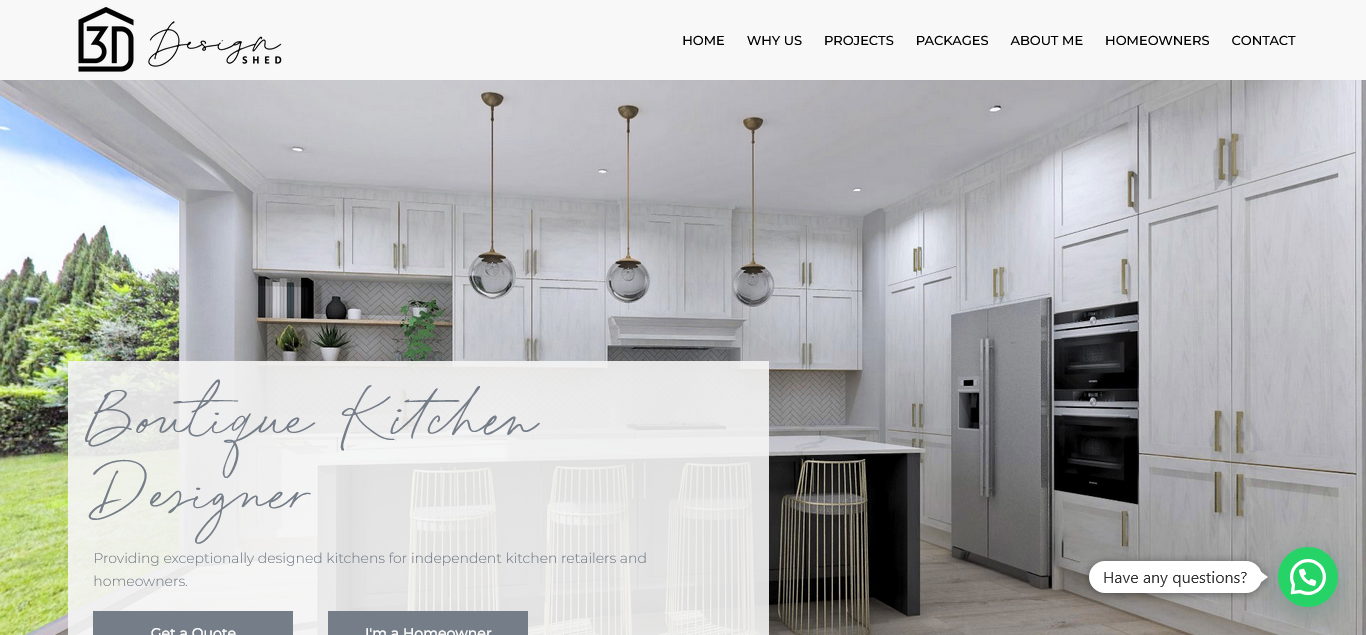 3D Design
SHED
HOME WHY US PROJECTS PACKAGES ABOUT ME HOMEOWNERS CONTACT
Boutique Kitchen
Designer
Providing exceptionally designed kitchens for independent kitchen retailers and
homeowners.
Get a Quote I'm a Homeowner
Have any questions?